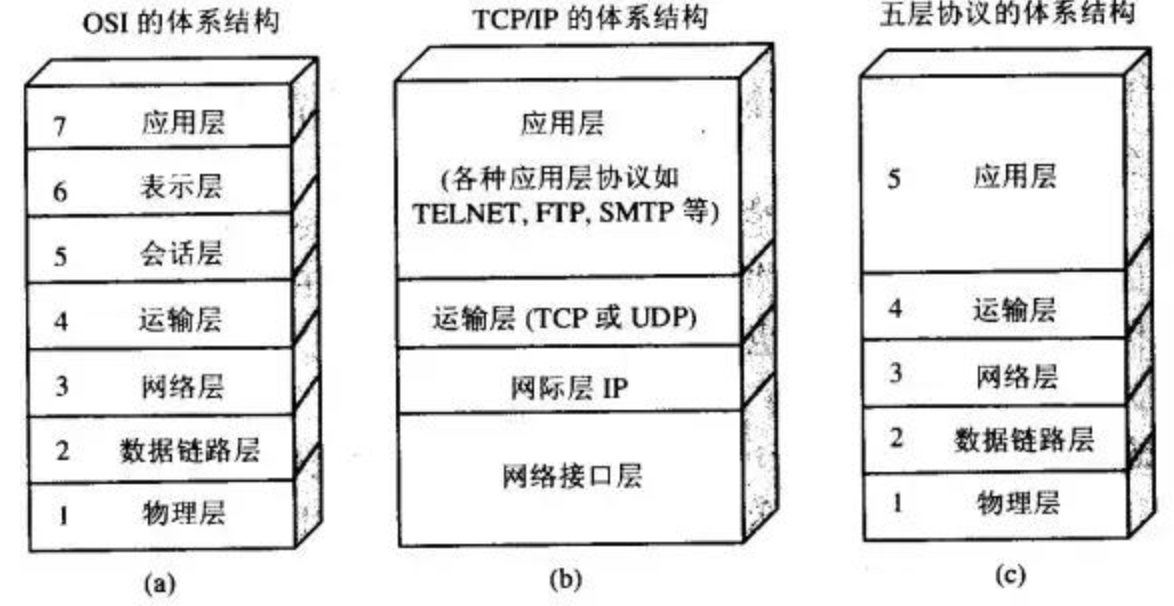 OSI 的体系结构
7 应用层
6 表示层
5 会话层
4 运输层
3 网络层
2 数据链路层
1 物理层
(a)
TCP/IP 的体系结构
应用层
(各种应用层协议如
TELNET, FTP, SMTP 等)
运输层 (TCP 或 UDP)
网际层 IP
网络接口层
(b)
五层协议的体系结构
5 应用层
4 运输层
3 网络层
2 数据链路层
1 物理层
(c)